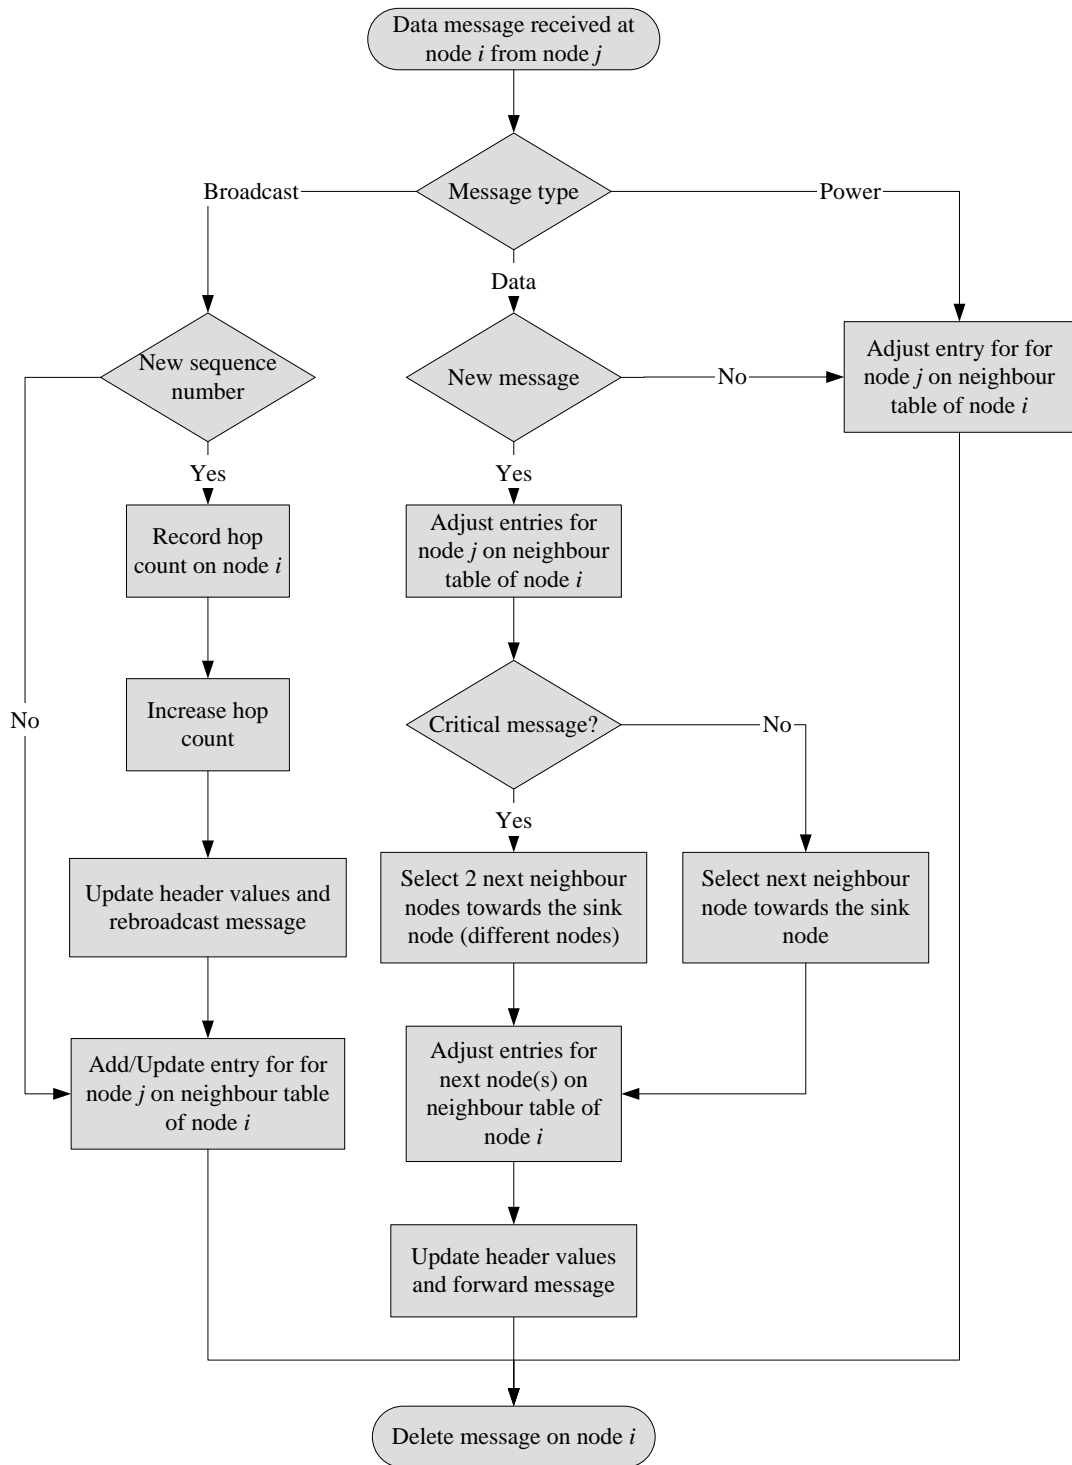 Data message received at
node i from node j
Broadcast
Message type
Power
Data
New sequence
number
New message
No
Adjust entry for for
node j on neighbour
table of node i
Yes
Yes
Record hop
count on node i
Adjust entries for
node j on neighbour
table of node i
No
Increase hop
count
Critical message?
No
Yes
Update header values and
rebroadcast message
Select 2 next neighbour
nodes towards the sink
node (different nodes)
Select next neighbour
node towards the sink
node
Add/Update entry for for
node j on neighbour table
of node i
Adjust entries for
next node(s) on
neighbour table of
node i
Update header values
and forward message
Delete message on node i